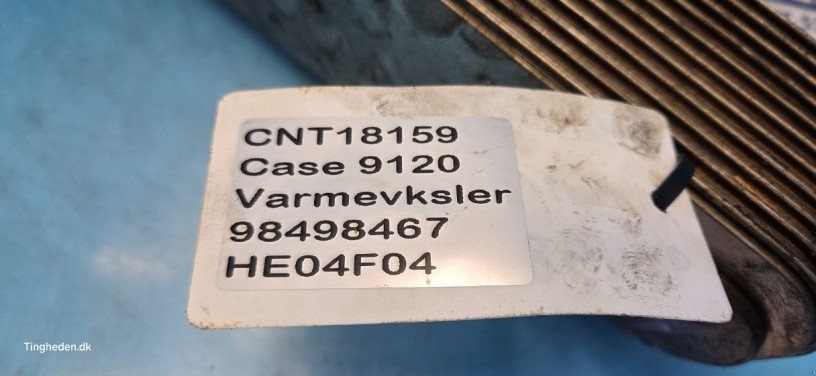 CNT18159
Case 9120
Varmevksler
98498467
HE04F04
Tingheden.dk